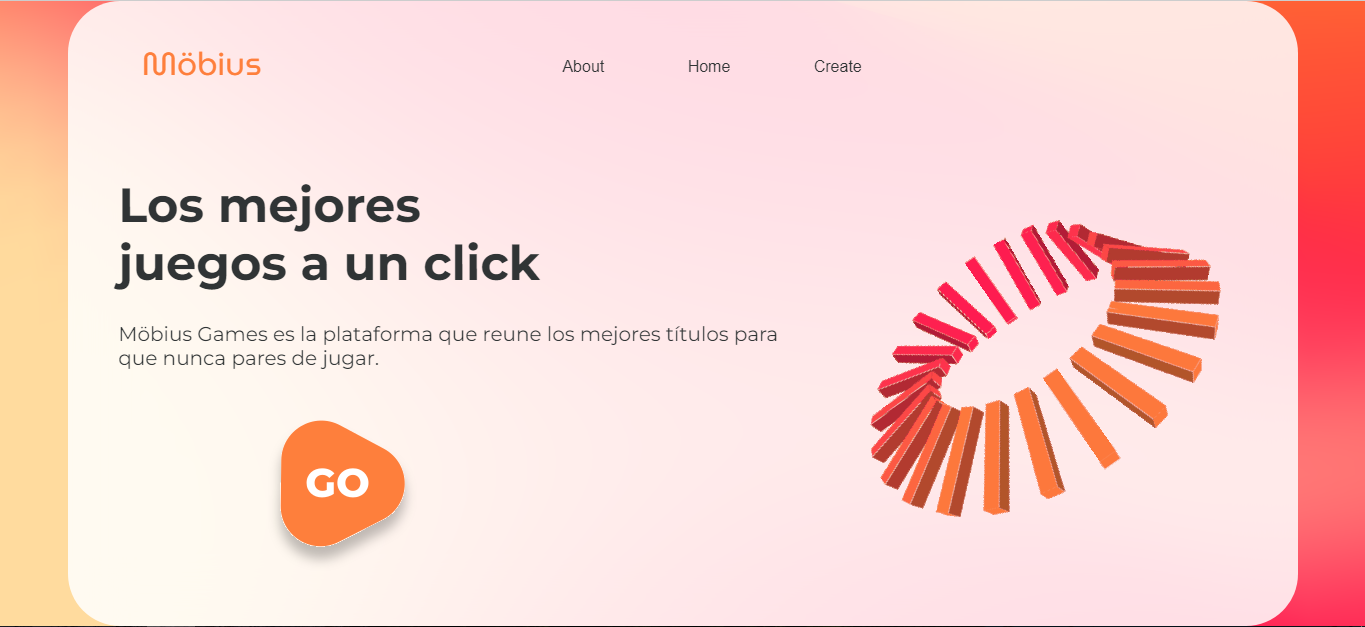 Möbius
About Home Create
Los mejores
juegos a un click
Möbius Games es la plataforma que reune los mejores títulos para
que nunca pares de jugar.
GO